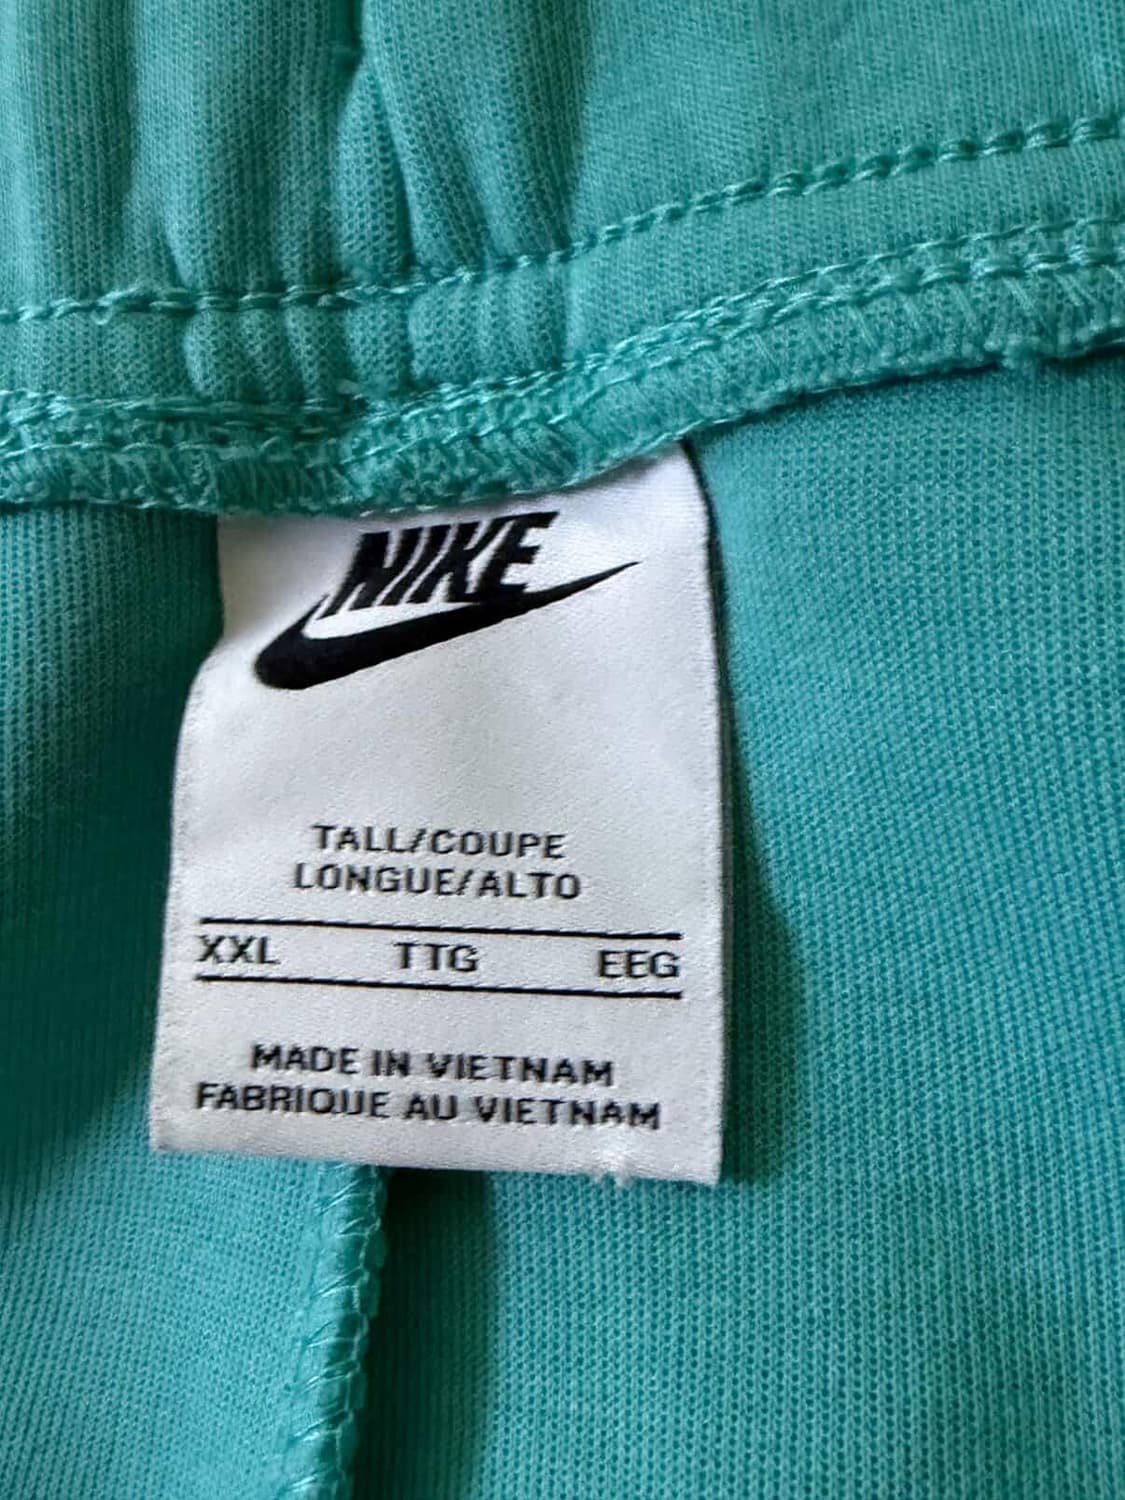 NIKE
TALL/COUPE
LONGUE/ALTO
XXL TTG EEG
MADE IN VIETNAM
FABRIQUE AU VIETNAM